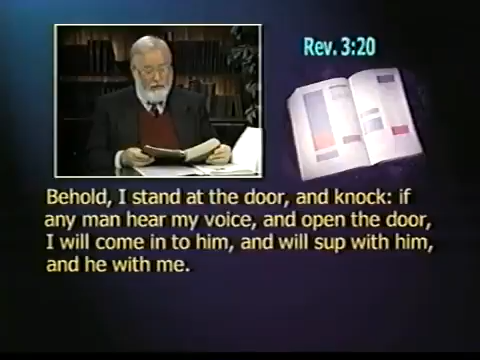 Rev. 3:20
Behold, I stand at the door, and knock: if
any man hear my voice, and open the door,
I will come in to him, and will sup with him,
and he with me.